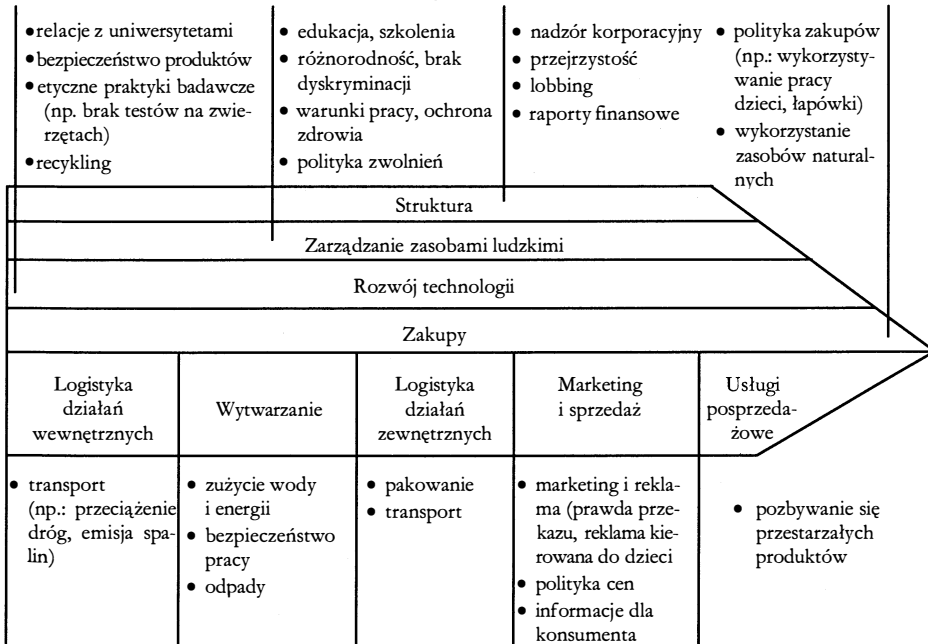 • relacje z uniwersytetami
• bezpieczeństwo produktów
• etyczne praktyki badawcze
(np. brak testów na zwie-
rzętach)
• recykling
• edukacja, szkolenia
• różnorodność, brak
dyskryminacji
• warunki pracy, ochrona
zdrowia
• polityka zwolnień
• nadzór korporacyjny
• przejrzystość
• lobbing
• raporty finansowe
• polityka zakupów
(np.: wykorzysty-
wanie pracy
dzieci, łapówki)
• wykorzystanie
zasobów natural-
nych
Struktura
Zarządzanie zasobami ludzkimi
Rozwój technologii
Zakupy
Logistyka
działań
wewnętrznych
Wytwarzanie
Logistyka
działań
zewnętrznych
Marketing
i sprzedaż
Usługi
posprzeda-
żowe
• transport
(np.: przeciążenie
dróg, emisja spa-
lin)
• zużycie wody
i energii
• bezpieczeństwo
pracy
• odpady
• pakowanie
• transport
• marketing i rekla-
ma (prawda prze-
kazu, reklama kie-
rowana do dzieci
• polityka cen
• informacje dla
konsumenta
• pozbywanie się
przestarzałych
produktów